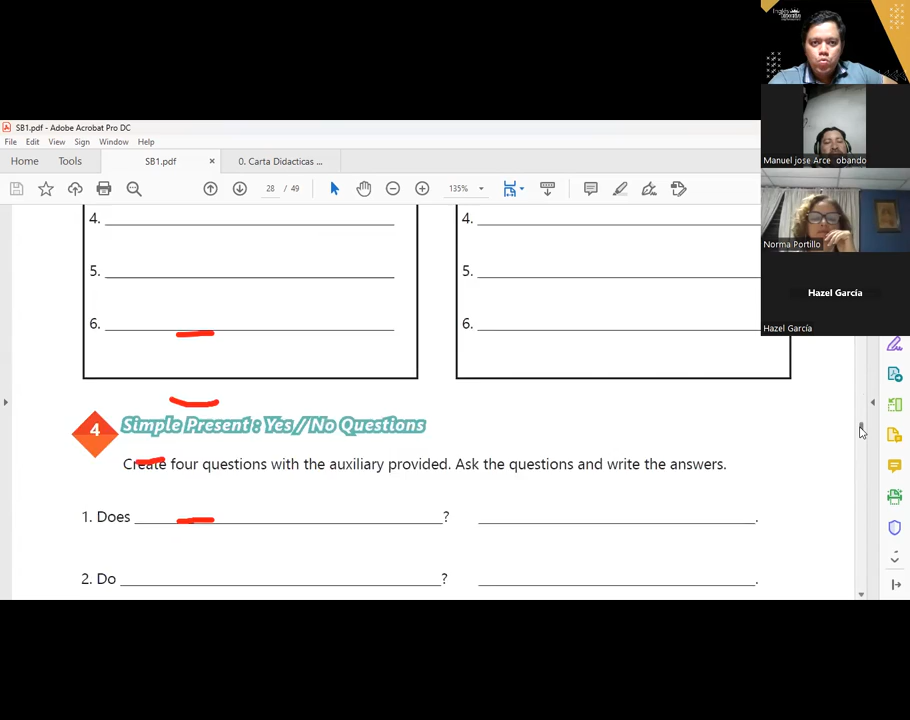 SB1.pdf - Adobe Acrobat Pro DC
File Edit View Sign Window Help
Home Tools SB1.pdf × 0. Carta Didacticas ...
28 / 49 135%
4.
5.
6.
4.
5.
6.
4 Simple Present : Yes / No Questions
Create four questions with the auxiliary provided. Ask the questions and write the answers.
1. Does ? .
2. Do ? .
Manuel jose Arce obando
Norma Portillo
Hazel García
Hazel García